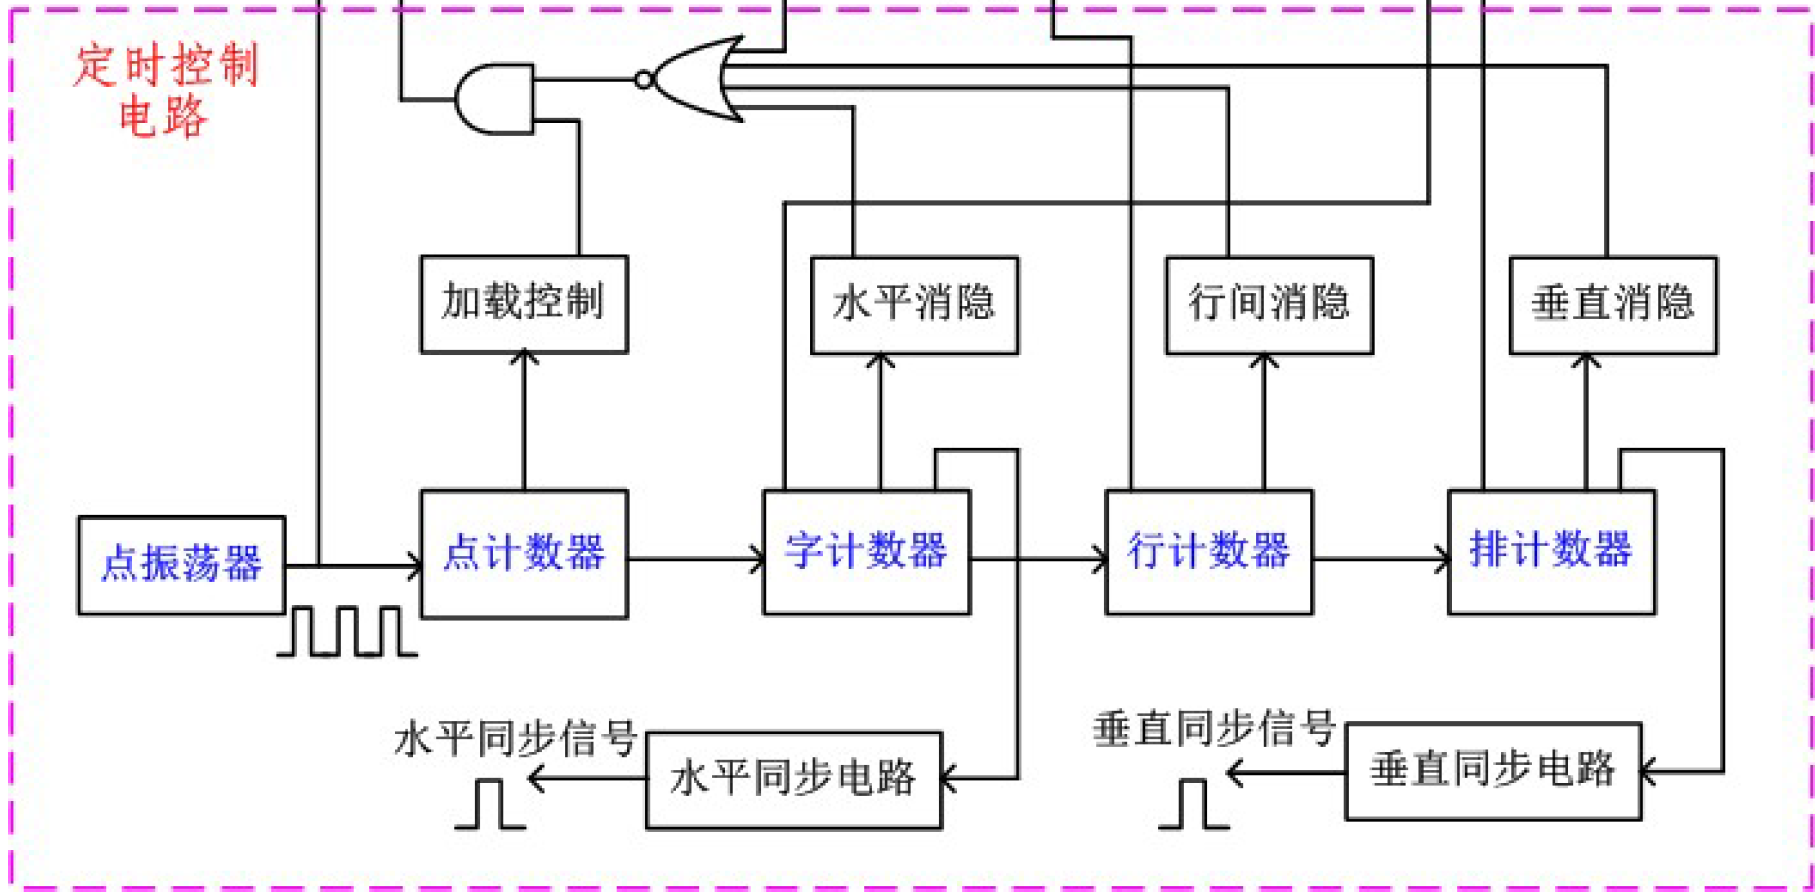 定时控制
电路
加载控制
水平消隐
行间消隐
垂直消隐
点振荡器
点计数器
字计数器
行计数器
排计数器
水平同步信号
水平同步电路
垂直同步信号
垂直同步电路